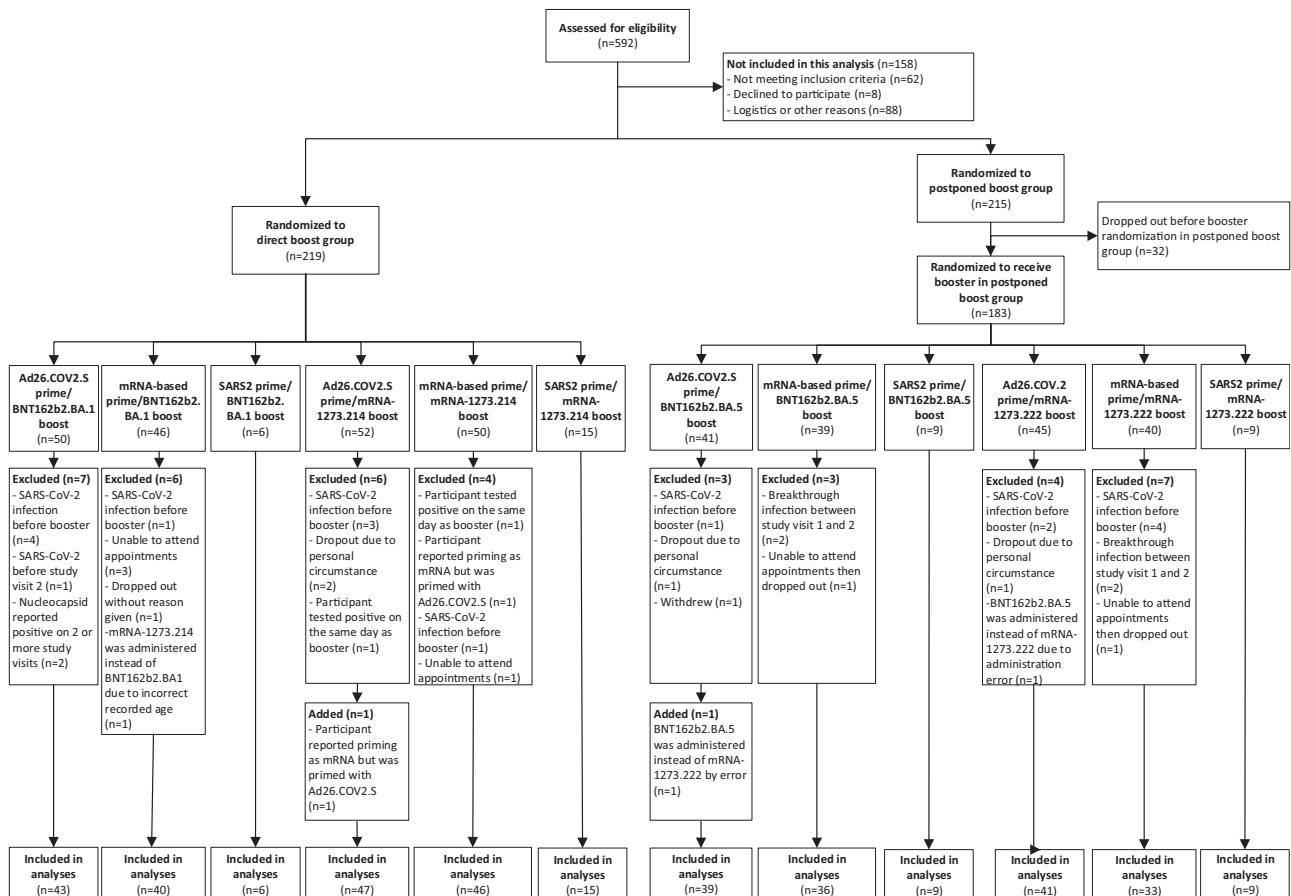 Assessed for eligibility
(n=592)
Not included in this analysis (n=158)
- Not meeting inclusion criteria (n=62)
- Declined to participate (n=8)
- Logistics or other reasons (n=88)
Randomized to
direct boost group
(n=219)
Randomized to
postponed boost group
(n=215)
Dropped out before booster
randomization in postponed boost
group (n=32)
Randomized to receive
booster in postponed
boost group
(n=183)
Ad26.COV2.S
prime/
BNT162b2.BA.1
boost
(n=50)
mRNA-based
prime/BNT162b2.
BA.1 boost
(n=46)
SARS2 prime/
BNT162b2.
BA.1 boost
(n=6)
Ad26.COV2.S
prime/mRNA-
1273.214 boost
(n=52)
mRNA-based prime/
mRNA-1273.214 boost
(n=50)
SARS2 prime/
mRNA-
1273.214 boost
(n=15)
Ad26.COV2.S
prime/
BNT162b2.BA.5
boost
(n=41)
mRNA-based prime/
BNT162b2.BA.5
boost
(n=39)
SARS2 prime/
BNT162b2.BA.5
boost
(n=9)
Ad26.COV.2
prime/mRNA-
1273.222 boost
(n=45)
mRNA-based
prime/mRNA-
1273.222 boost
(n=40)
SARS2 prime/
mRNA-
1273.222 boost
(n=9)
Excluded (n=7)
- SARS-CoV-2
infection
before booster
(n=4)
- SARS-CoV-2
before study
visit 2 (n=1)
- Nucleocapsid
reported
positive on 2 or
more study
visits (n=2)
Excluded (n=6)
- SARS-CoV-2
infection before
booster (n=1)
- Unable to attend
appointments
(n=3)
- Dropped out
without reason
given (n=1)
-mRNA-1273.214
was administered
instead of
BNT162b2.BA1
due to incorrect
recorded age
(n=1)
Excluded (n=6)
- SARS-CoV-2
infection before
booster (n=3)
- Dropout due to
personal
circumstance
(n=2)
- Participant
tested positive on
the same day as
booster (n=1)
Excluded (n=4)
- Participant tested
positive on the same
day as booster (n=1)
- Participant
reported priming as
mRNA but was
primed with
Ad26.COV2.S (n=1)
- SARS-CoV-2
infection before
booster (n=1)
- Unable to attend
appointments (n=1)
Excluded (n=3)
- SARS-CoV-2
infection before
booster (n=1)
- Dropout due to
personal
circumstance
(n=1)
- Withdrew (n=1)
Excluded (n=3)
- Breakthrough
infection between
study visit 1 and 2
(n=2)
- Unable to attend
appointments then
dropped out (n=1)
Excluded (n=4)
- SARS-CoV-2
infection before
booster (n=2)
- Dropout due to
personal
circumstance
(n=1)
-BNT162b2.BA.5
was administered
instead of mRNA-
1273.222 due to
administration
error (n=1)
Excluded (n=7)
- SARS-CoV-2
infection before
booster (n=4)
- Breakthrough
infection between
study visit 1 and 2
(n=2)
- Unable to attend
appointments
then dropped out
(n=1)
Added (n=1)
- Participant
reported priming
as mRNA but was
primed with
Ad26.COV2.S
(n=1)
Added (n=1)
BNT162b2.BA.5
was administered
instead of mRNA-
1273.222 by error
(n=1)
Included in
analyses
(n=43)
Included in
analyses
(n=40)
Included in
analyses
(n=6)
Included in
analyses
(n=47)
Included in
analyses
(n=46)
Included in
analyses
(n=15)
Included in
analyses
(n=39)
Included in
analyses
(n=36)
Included in
analyses
(n=9)
Included in
analyses
(n=41)
Included in
analyses
(n=33)
Included in
analyses
(n=9)